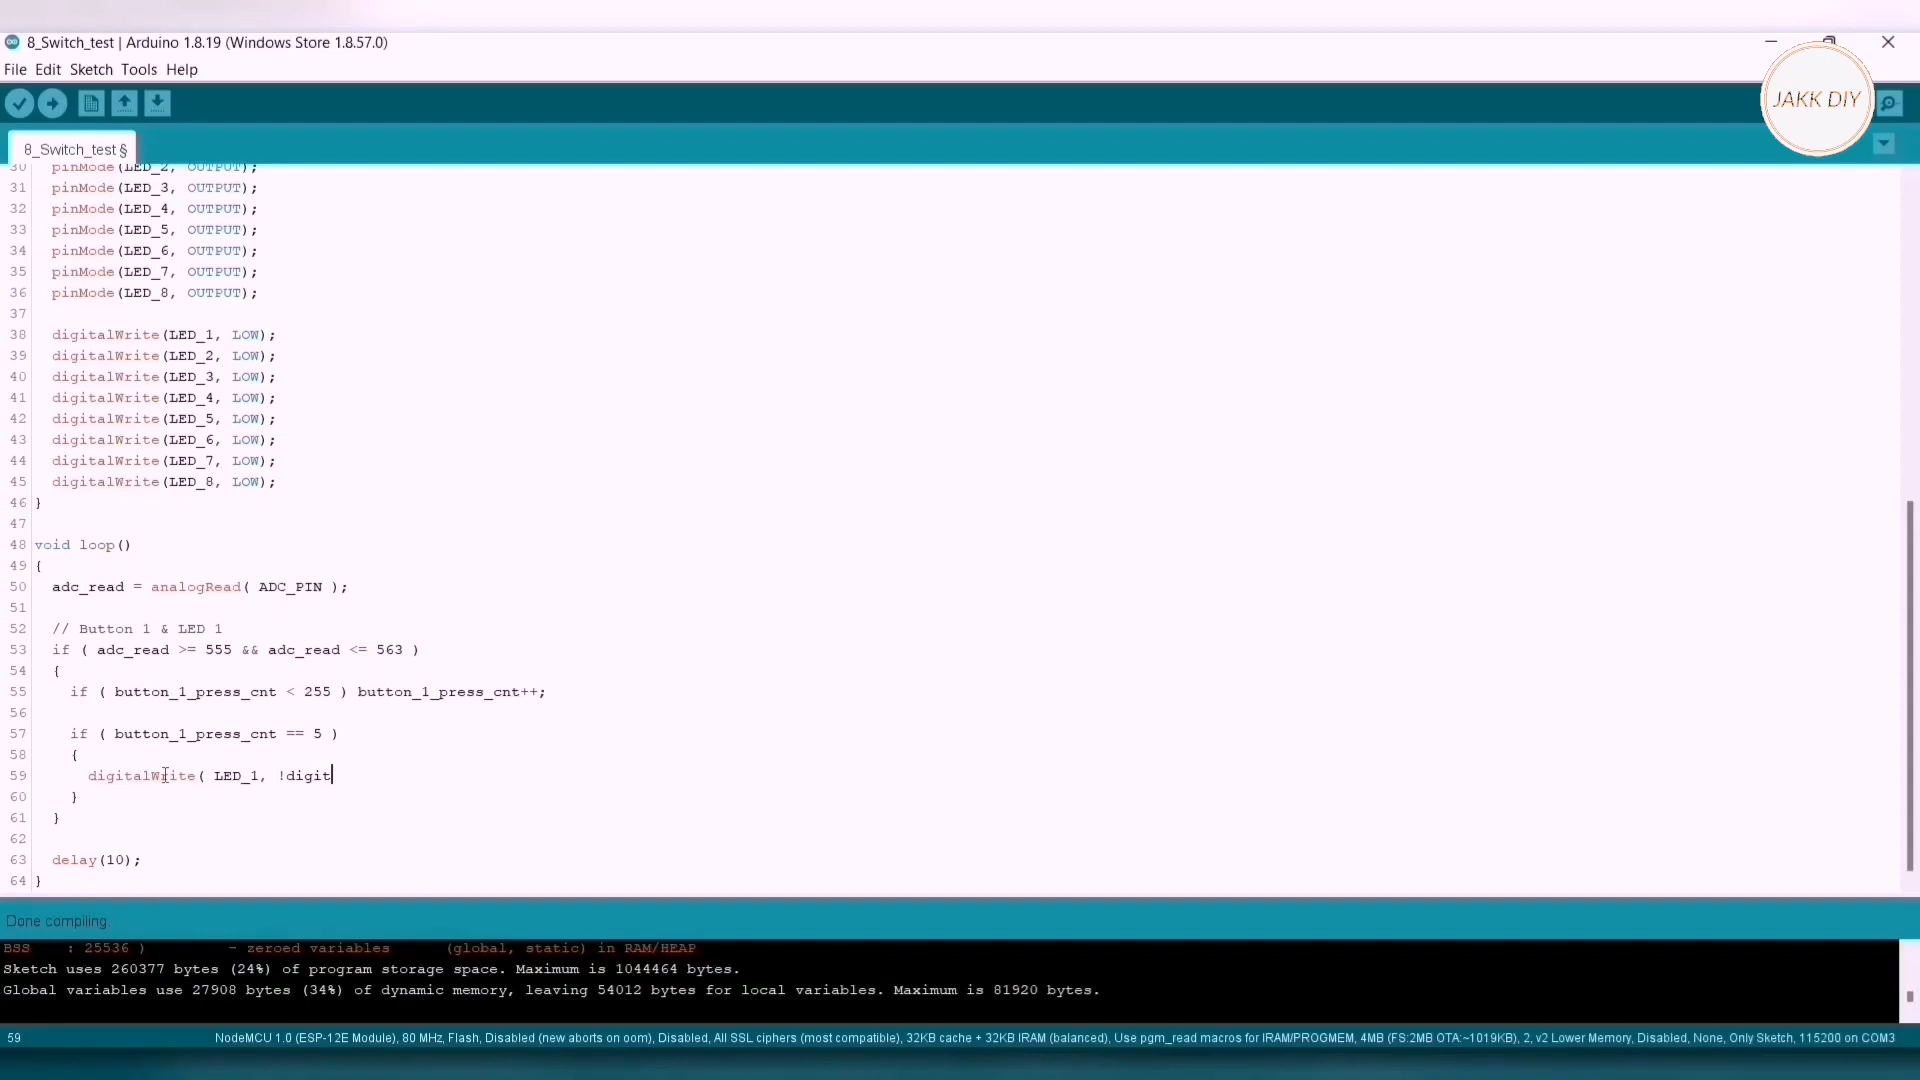 8_Switch_test | Arduino 1.8.19 (Windows Store 1.8.57.0)
File Edit Sketch Tools Help
JAKK DIY
8_Switch_test §
30 pinMode(LED_2, OUTPUT);
31 pinMode(LED_3, OUTPUT);
32 pinMode(LED_4, OUTPUT);
33 pinMode(LED_5, OUTPUT);
34 pinMode(LED_6, OUTPUT);
35 pinMode(LED_7, OUTPUT);
36 pinMode(LED_8, OUTPUT);
37
38 digitalWrite(LED_1, LOW);
39 digitalWrite(LED_2, LOW);
40 digitalWrite(LED_3, LOW);
41 digitalWrite(LED_4, LOW);
42 digitalWrite(LED_5, LOW);
43 digitalWrite(LED_6, LOW);
44 digitalWrite(LED_7, LOW);
45 digitalWrite(LED_8, LOW);
46 }
47
48 void loop()
49 {
50 adc_read = analogRead( ADC_PIN );
51
52 // Button 1 & LED 1
53 if ( adc_read >= 555 && adc_read <= 563 )
54 {
55 if ( button_1_press_cnt < 255 ) button_1_press_cnt++;
56
57 if ( button_1_press_cnt == 5 )
58 {
59 digitalWrite( LED_1, !digit
60 }
61 }
62
63 delay(10);
64 }
Done compiling.
BSS : 25536 ) - zeroed variables (global, static) in RAM/HEAP
Sketch uses 260377 bytes (24%) of program storage space. Maximum is 1044464 bytes.
Global variables use 27908 bytes (34%) of dynamic memory, leaving 54012 bytes for local variables. Maximum is 81920 bytes.
59 NodeMCU 1.0 (ESP-12E Module), 80 MHz, Flash, Disabled (new aborts on oom), Disabled, All SSL ciphers (most compatible), 32KB cache + 32KB IRAM (balanced), Use pgm_read macros for IRAM/PROGMEM, 4MB (FS:2MB OTA:~1019KB), 2, v2 Lower Memory, Disabled, None, Only Sketch, 115200 on COM3